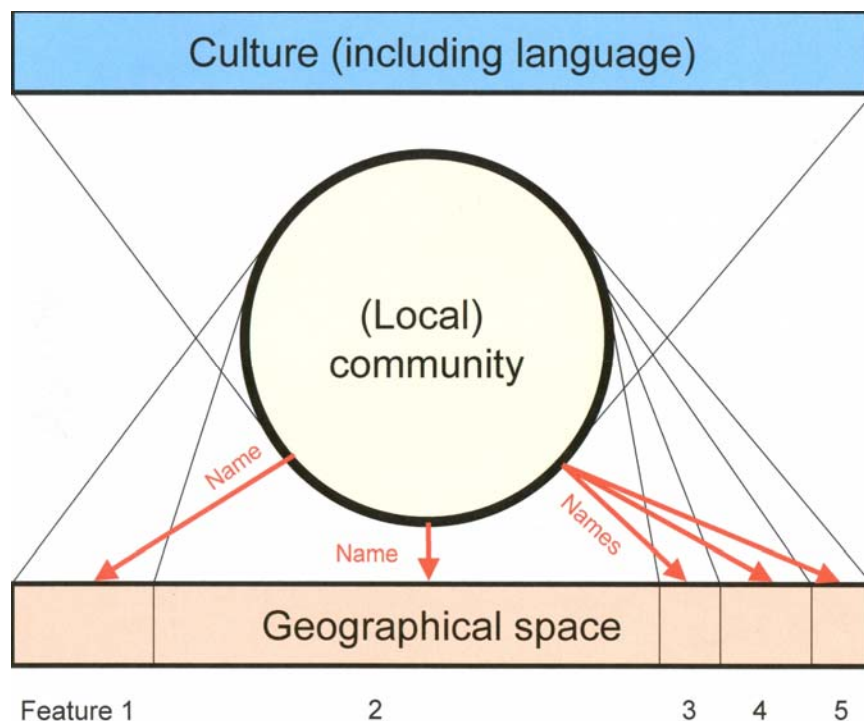 Culture (including language)
(Local)
community
Name
Name
Names
Geographical space
Feature 1 2 3 4 5